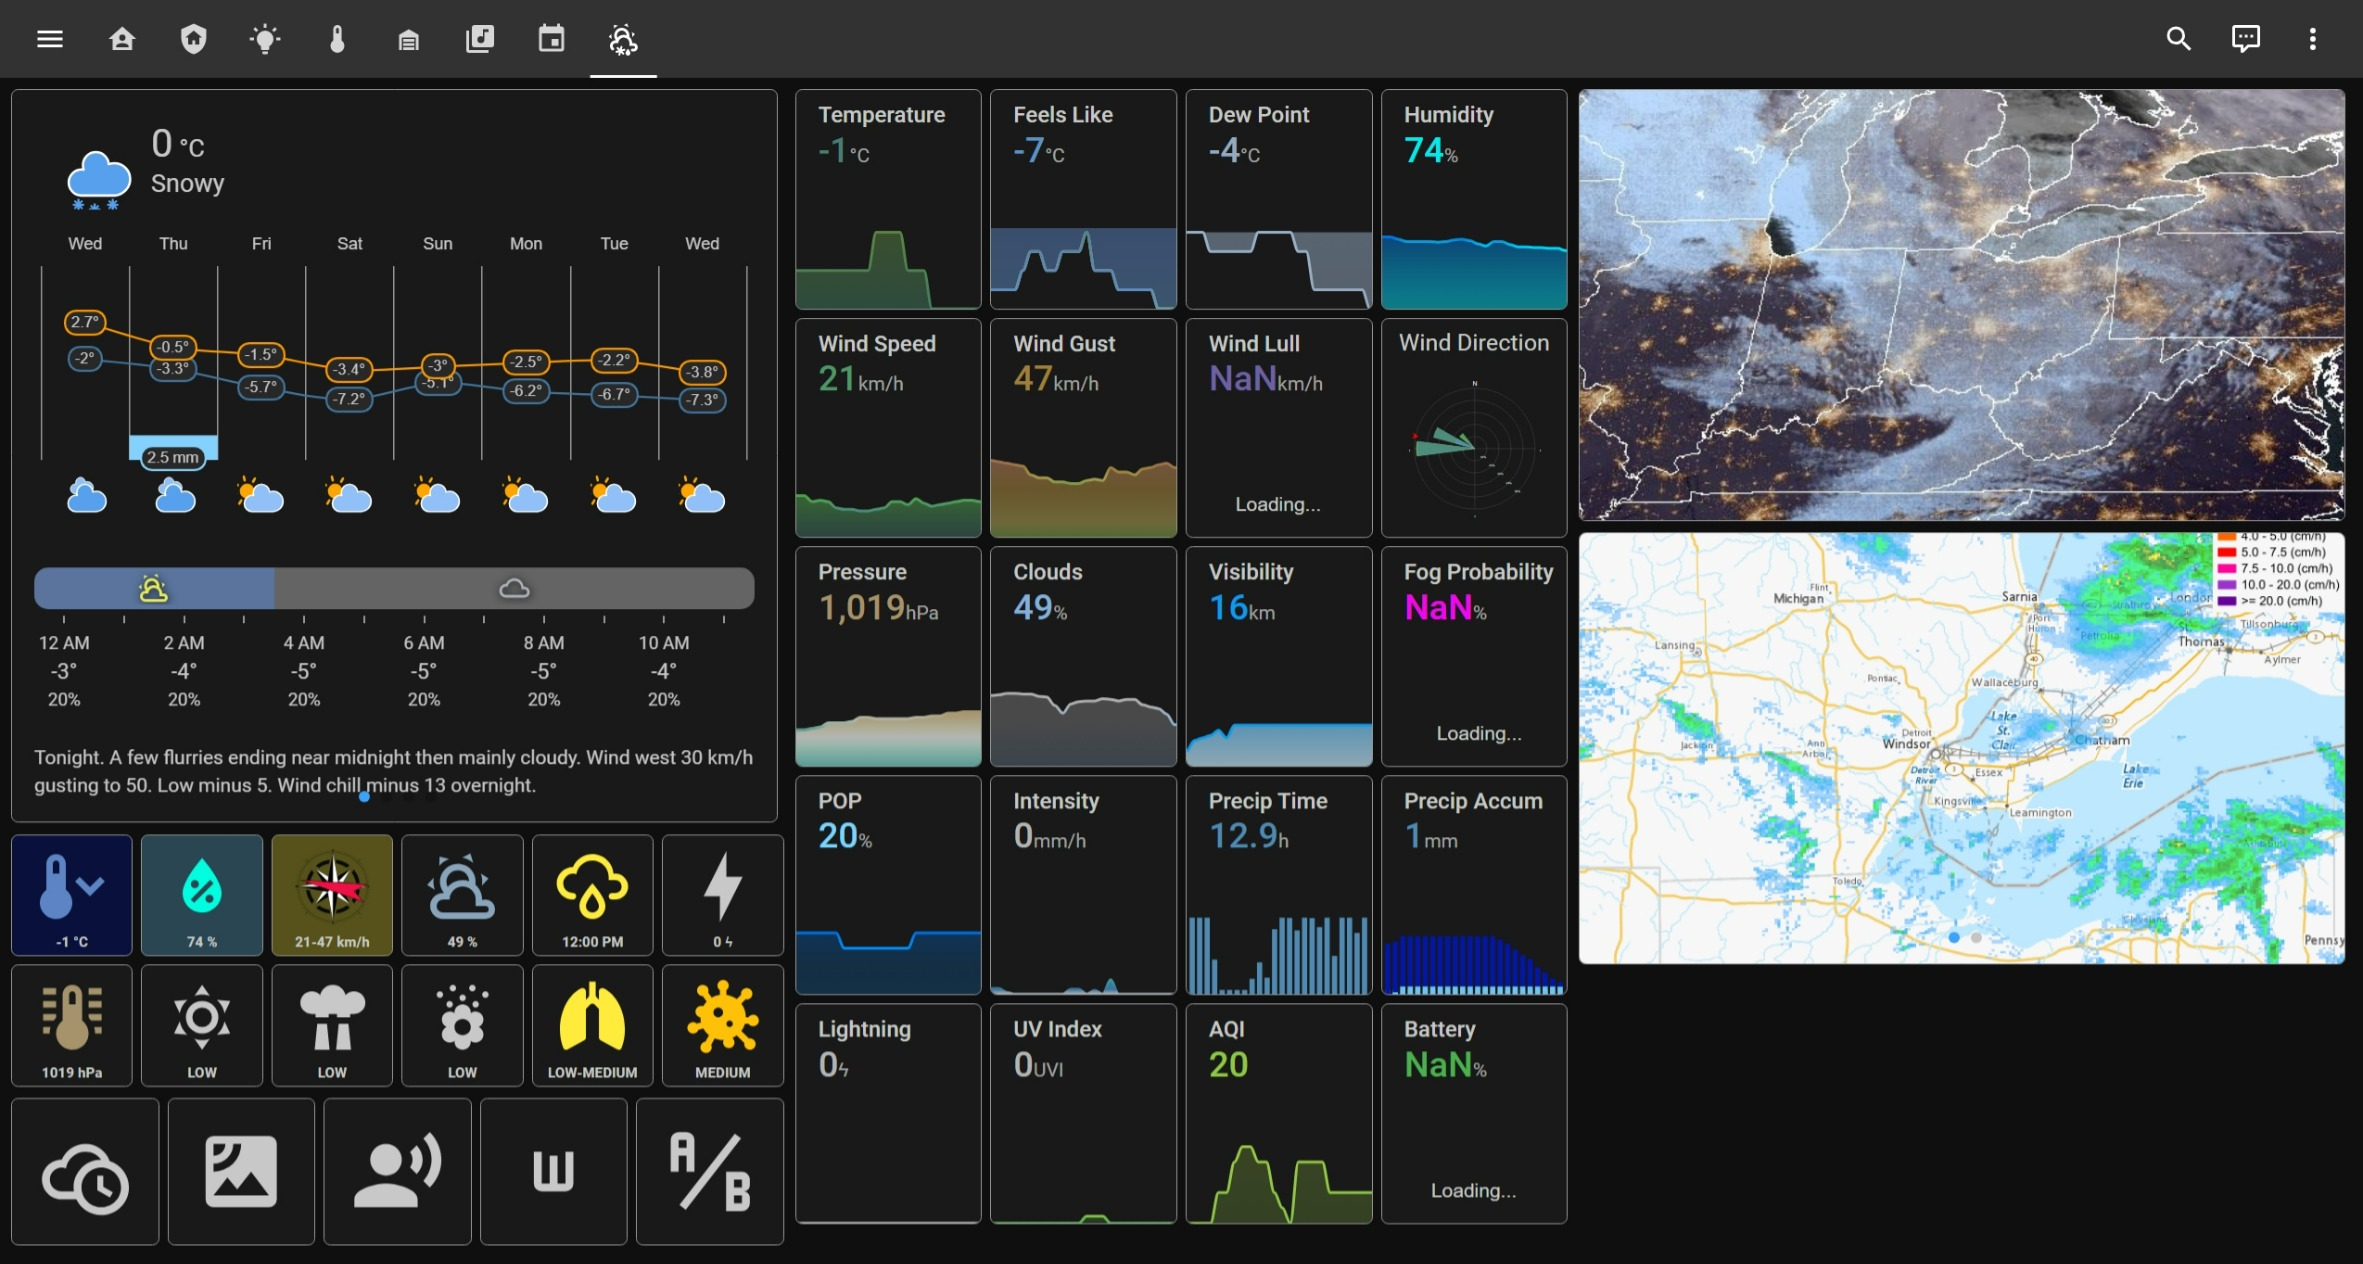 0 °C
Snowy
Wed Thu Fri Sat Sun Mon Tue Wed
2.7° -0.5° -1.5° -3.4° -3° -2.5° -2.2° -3.8°
-2° -3.3° -5.7° -7.2° -5.1° -6.2° -6.7° -7.3°
2.5 mm
12 AM 2 AM 4 AM 6 AM 8 AM 10 AM
-3° -4° -5° -5° -5° -4°
20% 20% 20% 20% 20% 20%
Tonight. A few flurries ending near midnight then mainly cloudy. Wind west 30 km/h
gusting to 50. Low minus 5. Wind chill minus 13 overnight.
-1 °C 74 % 21-47 km/h 49 % 12:00 PM 0
1019 hPa LOW LOW LOW LOW-MEDIUM MEDIUM
W A/B
Temperature
-1°C
Feels Like
-7°C
Dew Point
-4°C
Humidity
74%
Wind Speed
21km/h
Wind Gust
47km/h
Wind Lull
NaNkm/h
Loading...
Wind Direction
N
Pressure
1,019hPa
Clouds
49%
Visibility
16km
Fog Probability
NaN%
Loading...
POP
20%
Intensity
0mm/h
Precip Time
12.9h
Precip Accum
1mm
Lightning
0
UV Index
0UVI
AQI
20
Battery
NaN%
Loading...
4.0 - 5.0 (cm/h)
5.0 - 7.5 (cm/h)
7.5 - 10.0 (cm/h)
10.0 - 20.0 (cm/h)
>= 20.0 (cm/h)
Flint
Michigan
Sarnia
Port
Huron
London
Strathroy
Petrolia
St.
Thomas
Tillsonburg
3
Aylmer
Lansing
40
Pontiac
Wallaceburg
Lake
St.
Clair
Chatham
Detroit
Windsor
Jackson
Ann
Arbor
Detroit
River
3
Essex
Lake
Erie
Kingsville
Leamington
Toledo
Cleveland
Pennsy